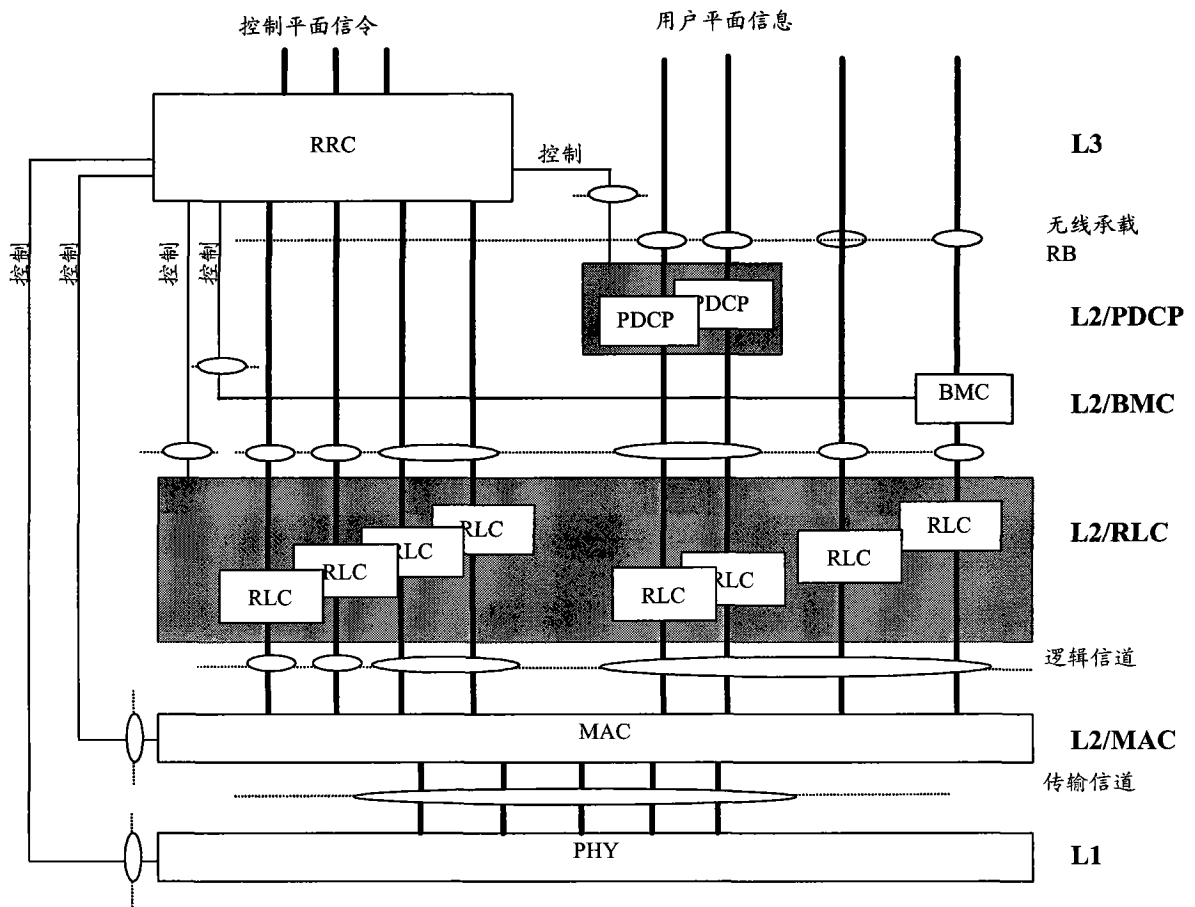 控制平面信令
用户平面信息
RRC
L3
控制
控制
控制
控制
控制
无线承载
RB
PDCP
PDCP
L2/PDCP
BMC
L2/BMC
RLC
RLC
RLC
RLC
RLC
RLC
RLC
RLC
L2/RLC
逻辑信道
MAC
L2/MAC
传输信道
PHY
L1